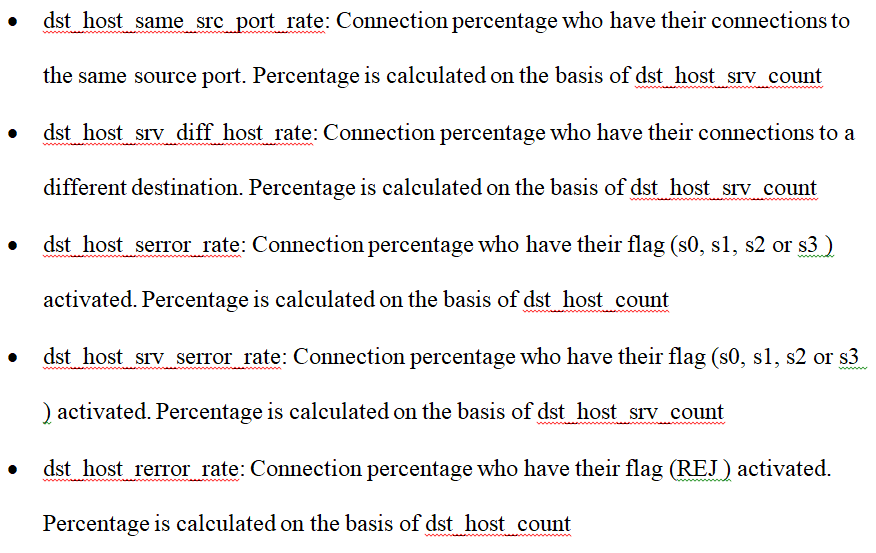 • dst_host_same_src_port_rate: Connection percentage who have their connections to
the same source port. Percentage is calculated on the basis of dst_host_srv_count
• dst_host_srv_diff_host_rate: Connection percentage who have their connections to a
different destination. Percentage is calculated on the basis of dst_host_srv_count
• dst_host_serror_rate: Connection percentage who have their flag (s0, s1, s2 or s3 )
activated. Percentage is calculated on the basis of dst_host_count
• dst_host_srv_serror_rate: Connection percentage who have their flag (s0, s1, s2 or s3
) activated. Percentage is calculated on the basis of dst_host_srv_count
• dst_host_rerror_rate: Connection percentage who have their flag (REJ ) activated.
Percentage is calculated on the basis of dst_host_count